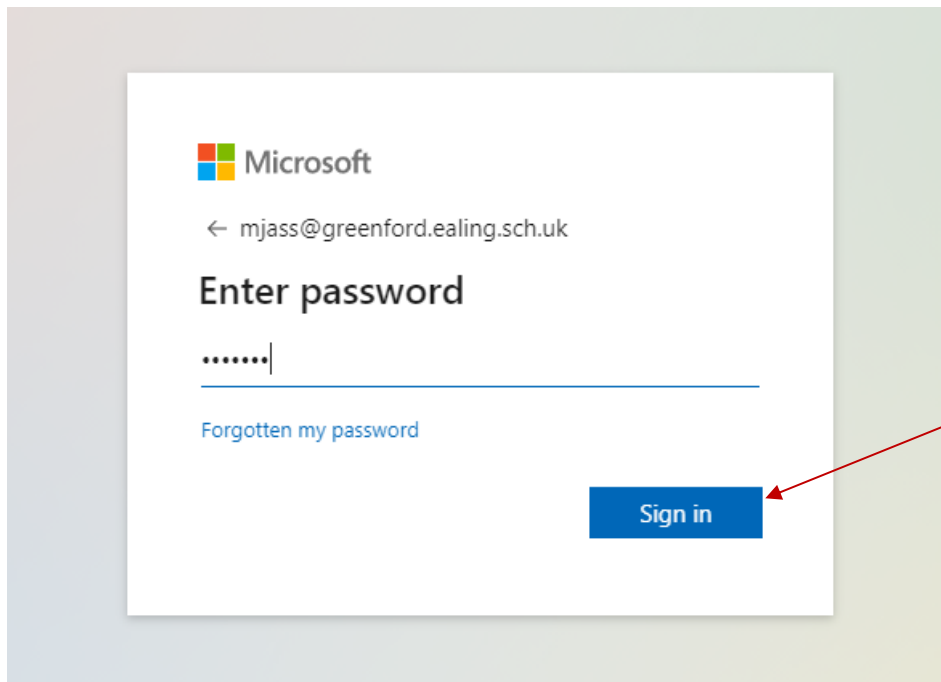 Microsoft
← mjass@greenford.ealing.sch.uk
Enter password
•••••••
Forgotten my password
Sign in